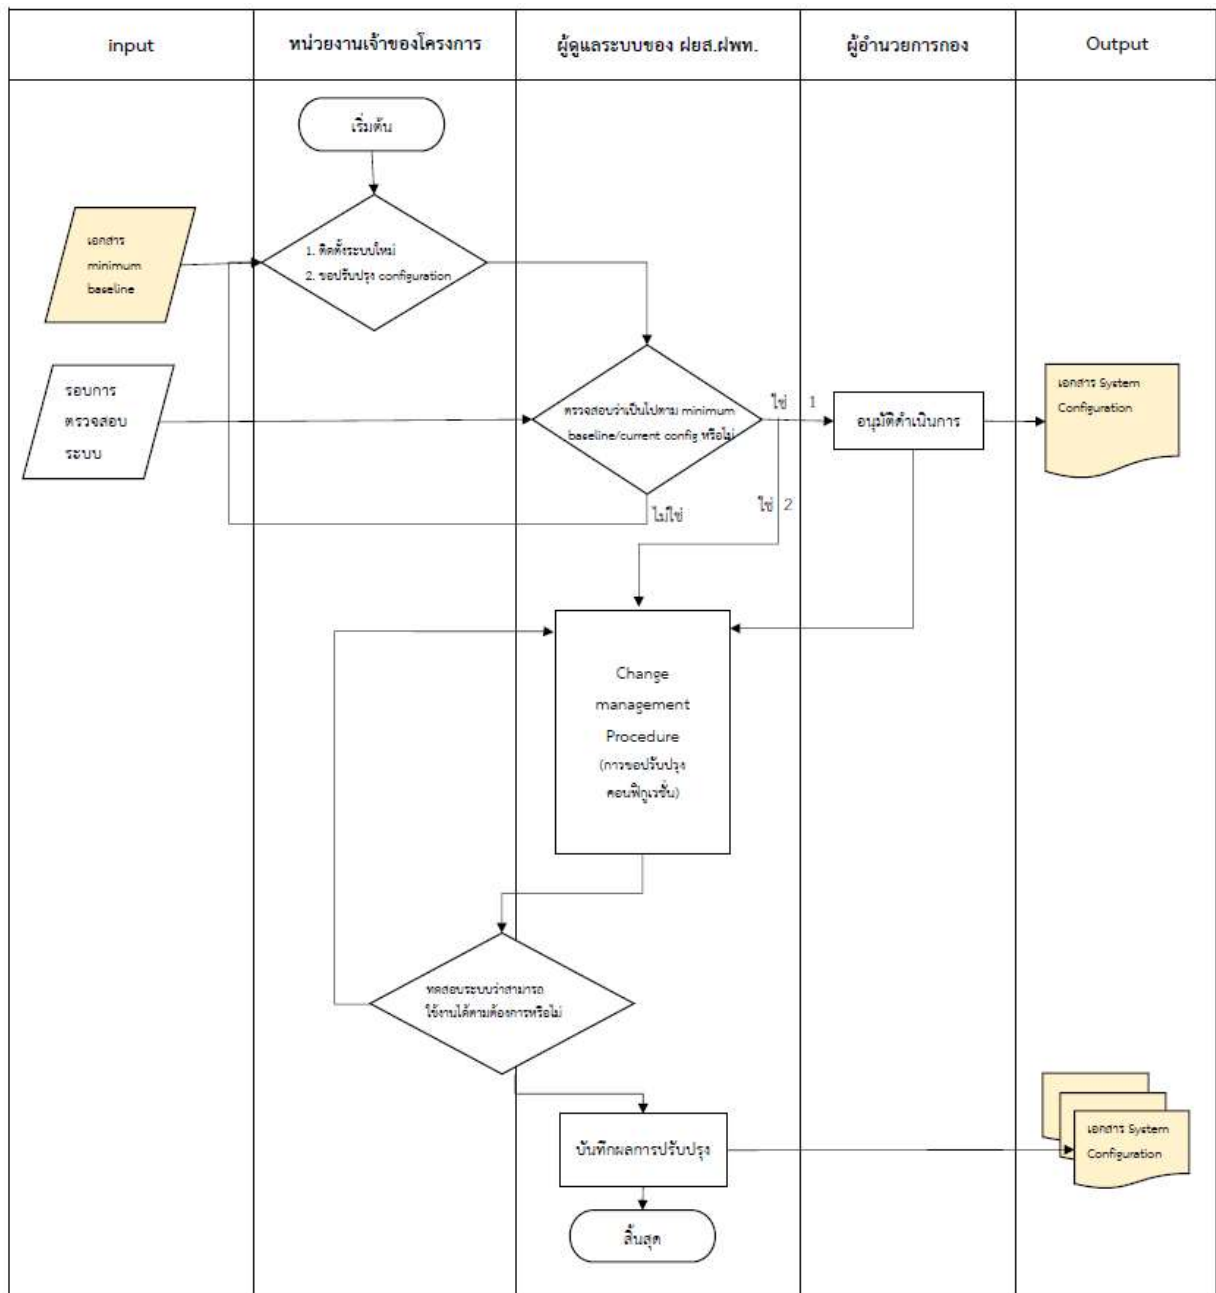 input
หน่วยงานเจ้าของโครงการ
ผู้ดูแลระบบของ ฝยส.ฝพท.
ผู้อำนวยการกอง
Output
เริ่มต้น
เอกสาร
minimum
baseline
1. ติดตั้งระบบใหม่
2. ขอปรับปรุง configuration
รอบการ
ตรวจสอบ
ระบบ
ตรวจสอบว่าเป็นไปตาม minimum
baseline/current config หรือไม่
ใช่ 1
อนุมัติดำเนินการ
เอกสาร System
Configuration
ไม่ใช่
ใช่ 2
Change
management
Procedure
(การขอปรับปรุง
คอนฟิกูเรชั่น)
ทดสอบระบบว่าสามารถ
ใช้งานได้ตามต้องการหรือไม่
บันทึกผลการปรับปรุง
เอกสาร System
Configuration
สิ้นสุด